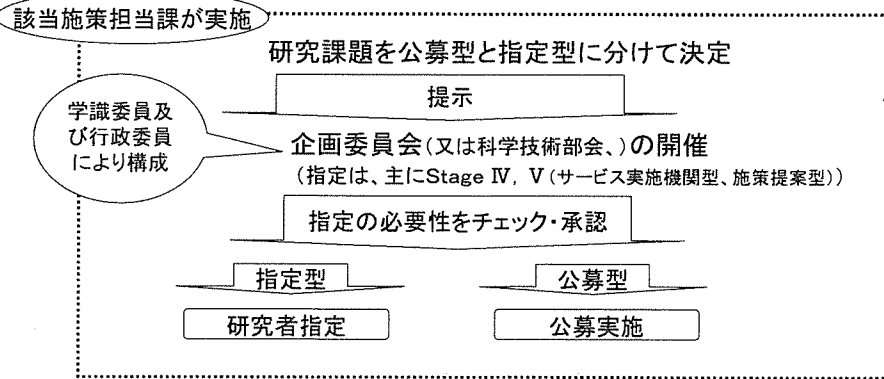 該当施策担当課が実施
研究課題を公募型と指定型に分けて決定
提示
学識委員及
び行政委員
により構成
企画委員会(又は科学技術部会、)の開催
(指定は、主にStage Ⅳ, Ⅴ(サービス実施機関型、施策提案型))
指定の必要性をチェック・承認
指定型
公募型
研究者指定
公募実施